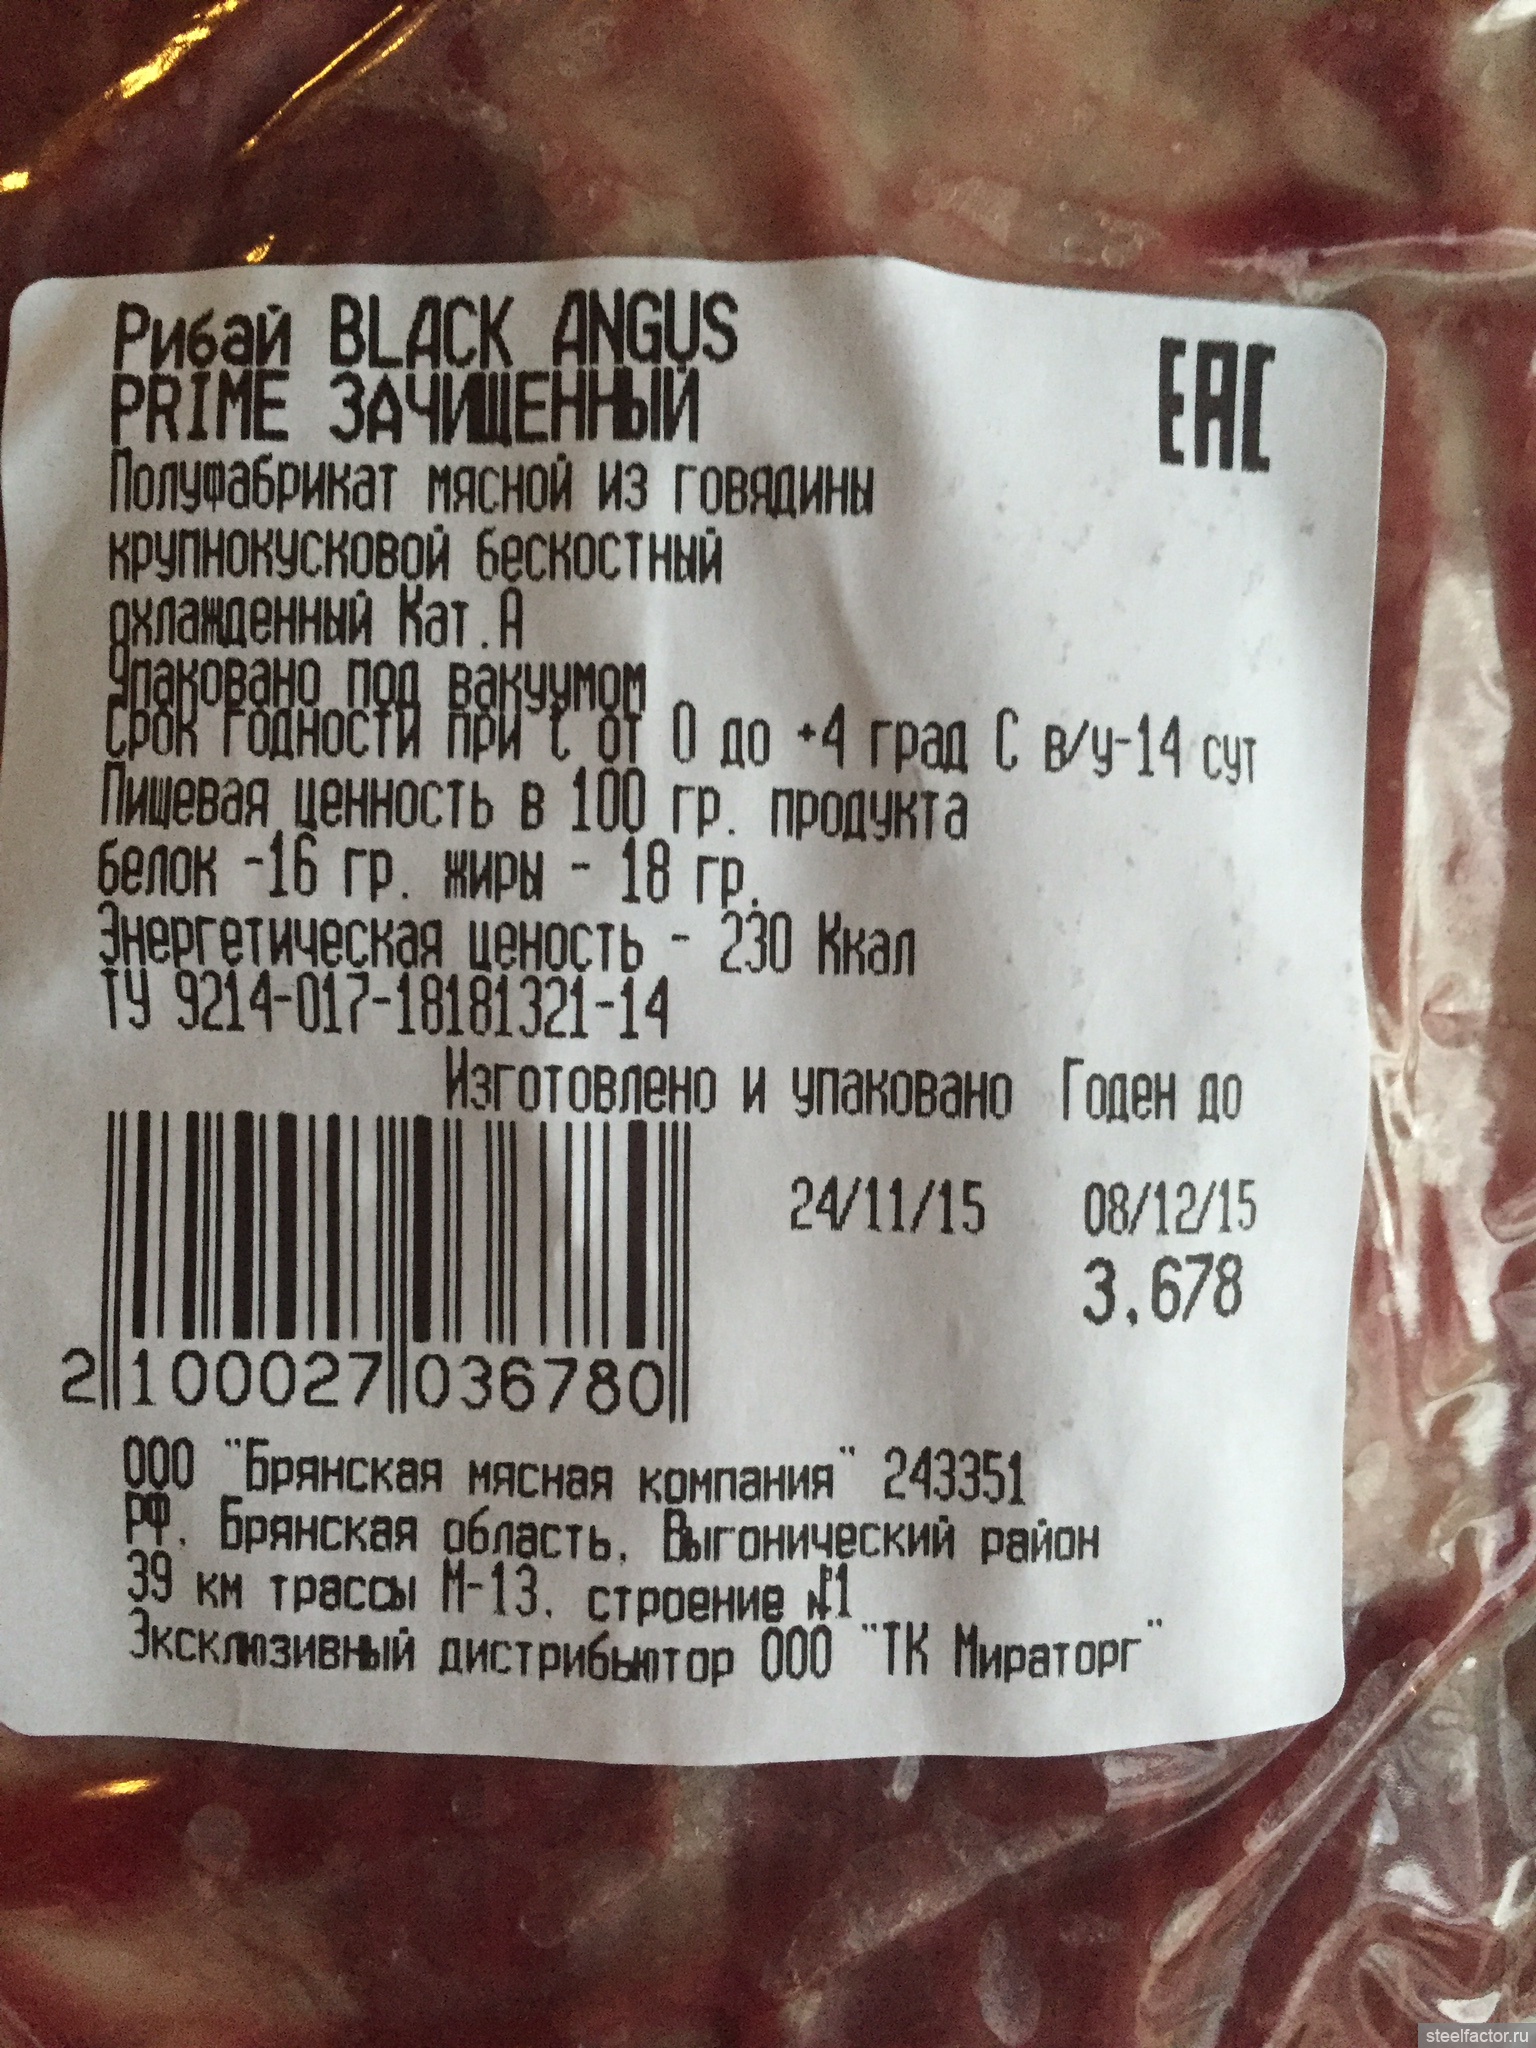 Рибай BLACK ANGUS
PRIME ЗАЧИЩЕННЫЙ
EAC
Полуфабрикат мясной из говядины
крупнокусковой бескостный
охлажденный Кат.А
Упаковано под вакуумом
Срок годности при t от 0 до +4 град С в/у-14 сут
Пищевая ценность в 100 гр. продукта
белок -16 гр. жиры - 18 гр.
Энергетическая ценость - 230 Ккал
ТУ 9214-017-18181321-14
Изготовлено и упаковано Годен до
24/11/15 08/12/15
3,678
2 100027 036780
ООО "Брянская мясная компания" 243351
РФ, Брянская область, Выгонический район
39 км трассы М-13, строение №1
Эксклюзивный дистрибьютор ООО "ТК Мираторг"
steelfactor.ru